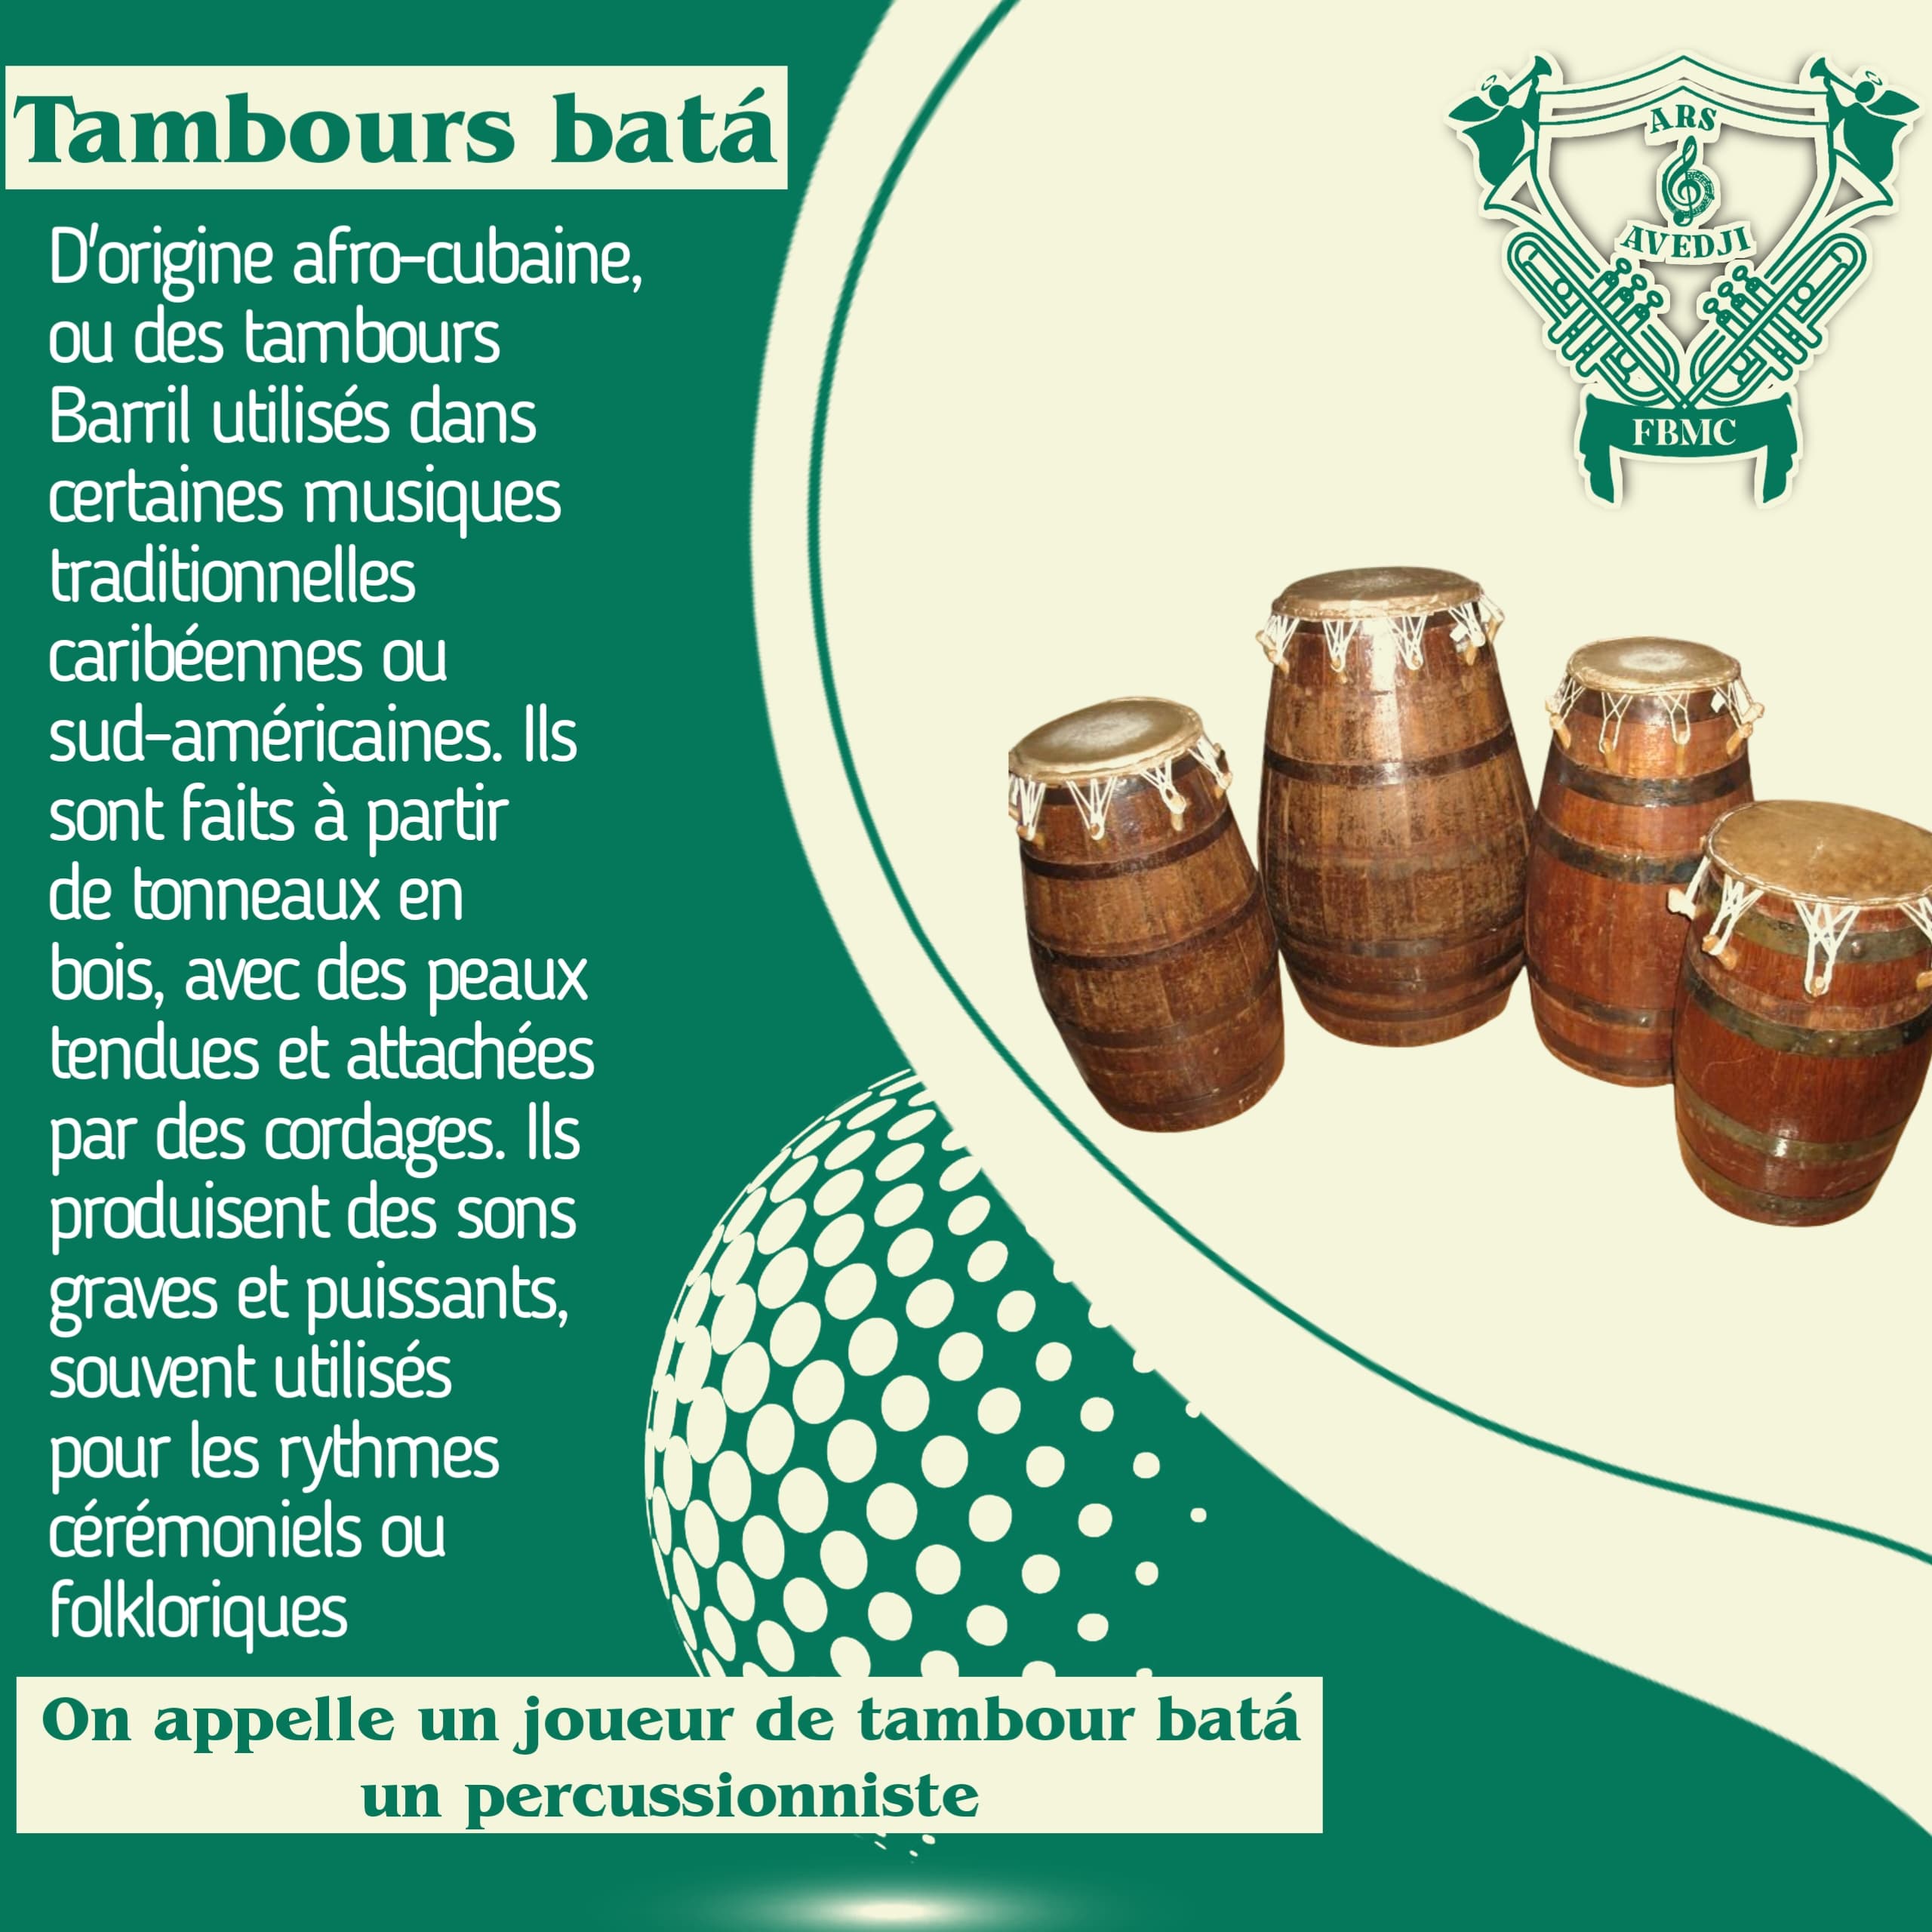 Tambours batá
D'origine afro-cubaine,
ou des tambours
Barril utilisés dans
certaines musiques
traditionnelles
caribéennes ou
sud-américaines. Ils
sont faits à partir
de tonneaux en
bois, avec des peaux
tendues et attachées
par des cordages. Ils
produisent des sons
graves et puissants,
souvent utilisés
pour les rythmes
cérémoniels ou
folkloriques
On appelle un joueur de tambour batá
un percussionniste
ARS
AVEDJI
FBMC